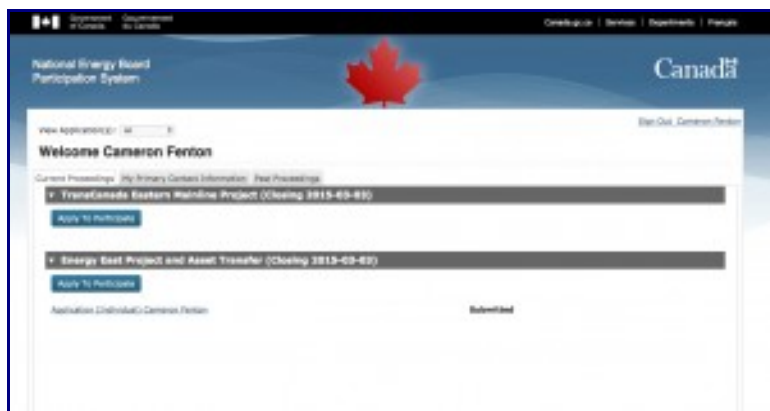 Government of Canada Gouvernement du Canada
Canada.gc.ca | Services | Departments | Français
National Energy Board
Participation System
Canada
Sign Out Cameron Fenton
View Application(s): All
Welcome Cameron Fenton
Current Proceedings My Primary Contact Information Past Proceedings
TransCanada Eastern Mainline Project (Closing 2015-03-03)
Apply To Participate
Energy East Project and Asset Transfer (Closing 2015-03-03)
Apply To Participate
Application (Individual) Cameron Fenton Submitted